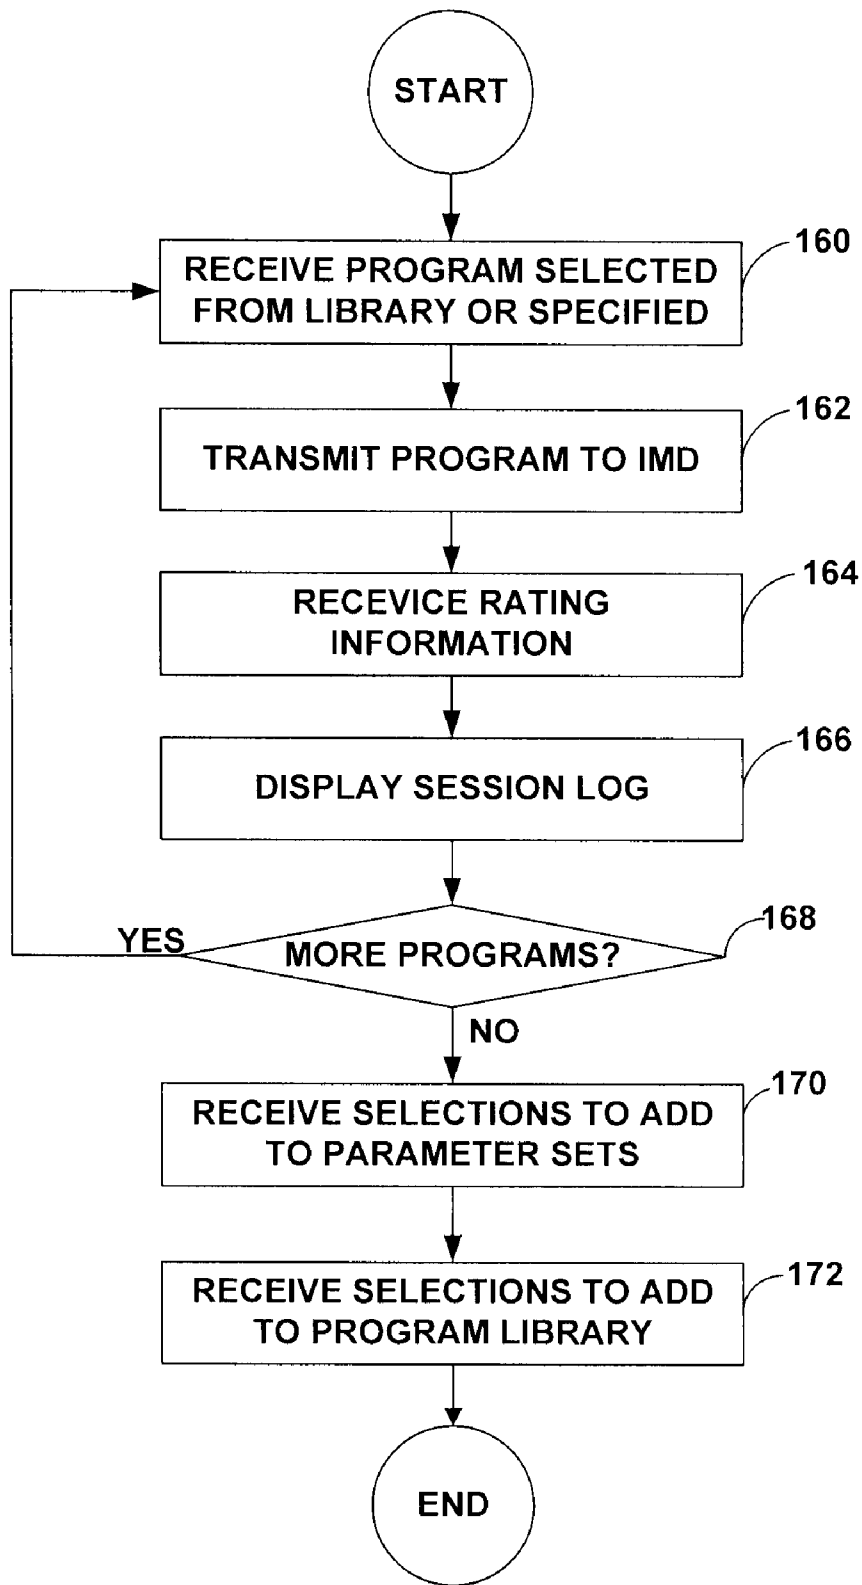 START
160
RECEIVE PROGRAM SELECTED
FROM LIBRARY OR SPECIFIED
162
TRANSMIT PROGRAM TO IMD
164
RECEVICE RATING
INFORMATION
166
DISPLAY SESSION LOG
168
YES
MORE PROGRAMS?
NO
170
RECEIVE SELECTIONS TO ADD
TO PARAMETER SETS
172
RECEIVE SELECTIONS TO ADD
TO PROGRAM LIBRARY
END